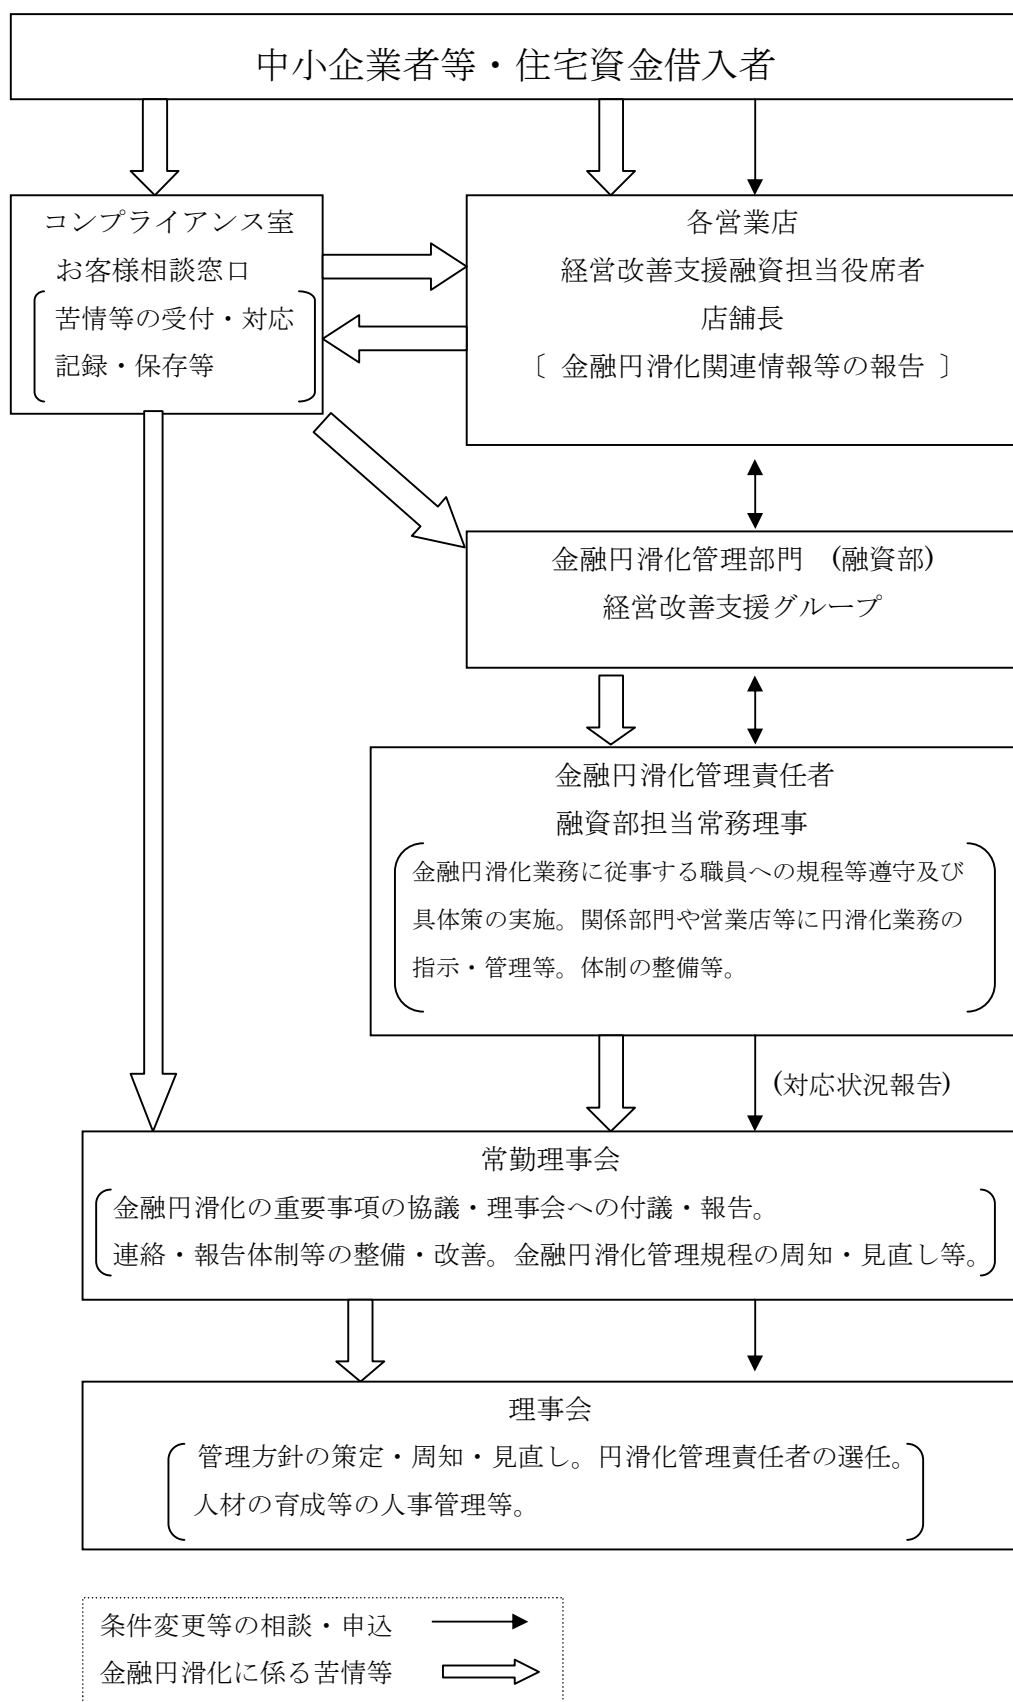 中小企業者等・住宅資金借入者
コンプライアンス室
お客様相談窓口
苦情等の受付・対応
記録・保存等
各営業店
経営改善支援融資担当役席者
店舗長
〔 金融円滑化関連情報等の報告 〕
金融円滑化管理部門 (融資部)
経営改善支援グループ
金融円滑化管理責任者
融資部担当常務理事
金融円滑化業務に従事する職員への規程等遵守及び
具体策の実施。関係部門や営業店等に円滑化業務の
指示・管理等。体制の整備等。
(対応状況報告)
常勤理事会
金融円滑化の重要事項の協議・理事会への付議・報告。
連絡・報告体制等の整備・改善。金融円滑化管理規程の周知・見直し等。
理事会
管理方針の策定・周知・見直し。円滑化管理責任者の選任。
人材の育成等の人事管理等。
条件変更等の相談・申込
金融円滑化に係る苦情等